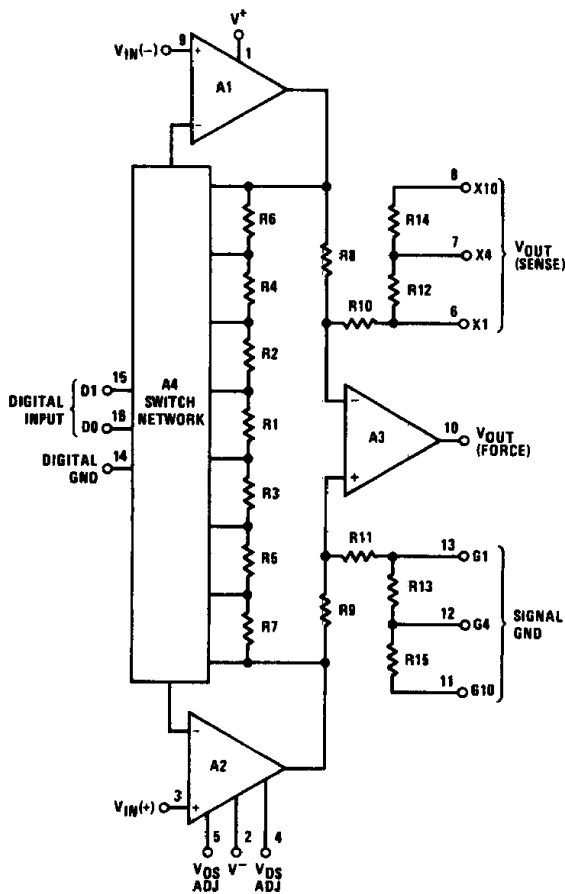 V+
9
VIN(−)
+
1
A1
−
8
X10
R6
R14
R8
7
X4
VOUT
(SENSE)
R4
R12
R10
6
X1
R2
A4
SWITCH
NETWORK
15
D1
DIGITAL
INPUT
16
D0
R1
−
A3
10
VOUT
(FORCE)
14
DIGITAL
GND
+
R3
R11
13
G1
R5
R13
R9
12
G4
SIGNAL
GND
R7
R15
11
G10
−
A2
3
VIN(+)
+
5
2
4
VOS
ADJ
V−
VOS
ADJ